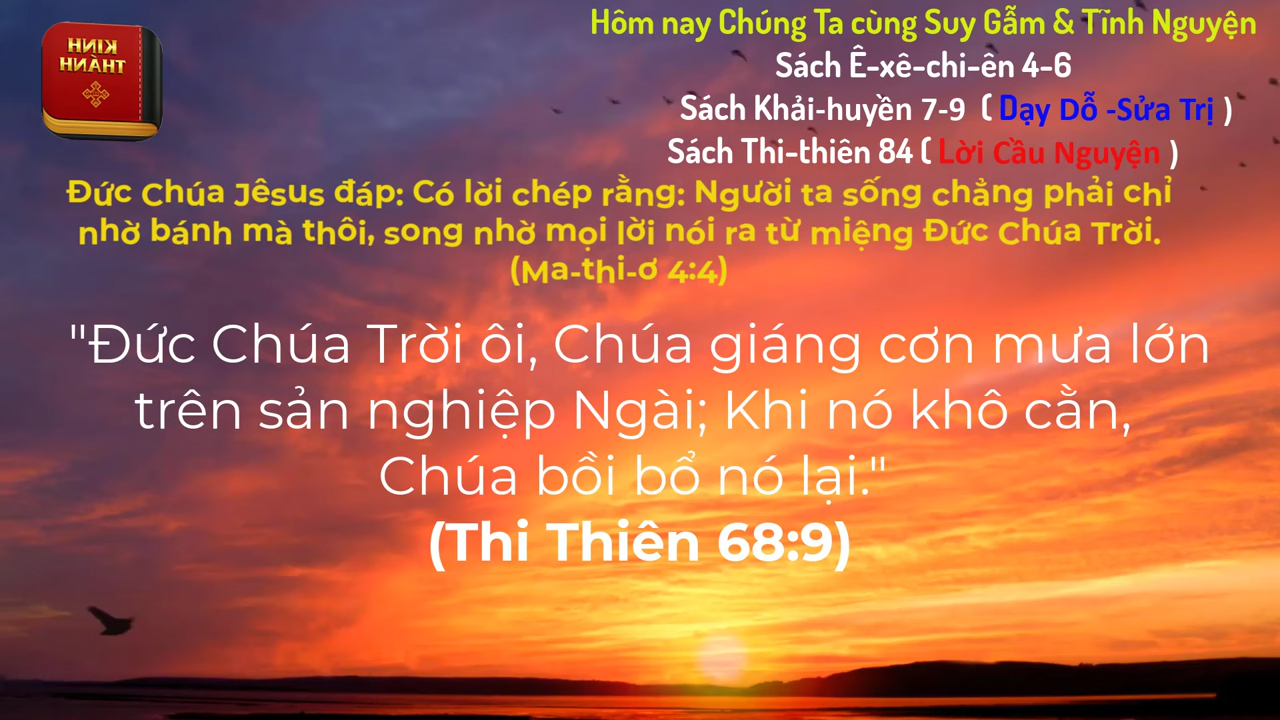 KINH
THÀNH
Hôm nay Chúng Ta cùng Suy Gẫm & Tĩnh Nguyện
Sách Ê-xê-chi-ên 4-6
Sách Khải-huyền 7-9 ( Dạy Dỗ -Sửa Trị )
Sách Thi-thiên 84 ( Lời Cầu Nguyện )
Đức Chúa Jêsus đáp: Có lời chép rằng: Người ta sống chẳng phải chỉ
nhờ bánh mà thôi, song nhờ mọi lời nói ra từ miệng Đức Chúa Trời.
(Ma-thi-ơ 4:4)
"Đức Chúa Trời ôi, Chúa giáng cơn mưa lớn
trên sản nghiệp Ngài; Khi nó khô cằn,
Chúa bồi bổ nó lại."
(Thi Thiên 68:9)